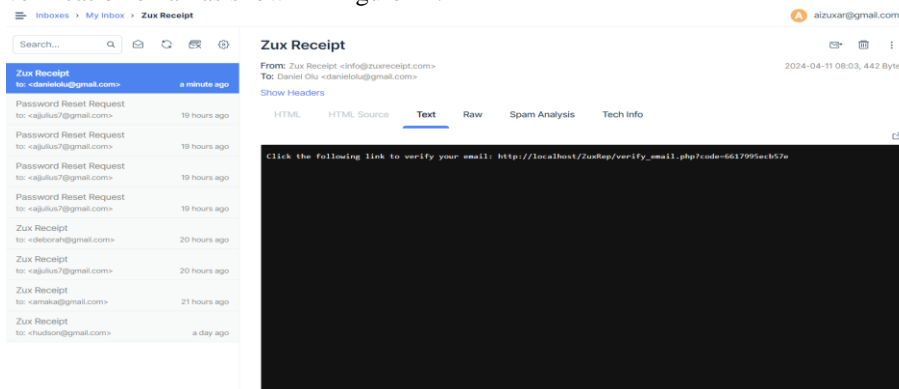 Inboxes › My Inbox › Zux Receipt
aizuxar@gmail.com
Search...
Zux Receipt
to: <danielolu@gmail.com> a minute ago
Password Reset Request
to: <ajjulius7@gmail.com> 19 hours ago
Password Reset Request
to: <ajjulius7@gmail.com> 19 hours ago
Password Reset Request
to: <ajjulius7@gmail.com> 19 hours ago
Password Reset Request
to: <ajjulius7@gmail.com> 19 hours ago
Zux Receipt
to: <deborah@gmail.com> 20 hours ago
Zux Receipt
to: <ajjulius7@gmail.com> 20 hours ago
Zux Receipt
to: <amaka@gmail.com> 21 hours ago
Zux Receipt
to: <hudson@gmail.com> a day ago
Zux Receipt
From: Zux Receipt <info@zuxreceipt.com>
2024-04-11 08:03, 442 Byte
To: Daniel Olu <danielolu@gmail.com>
Show Headers
HTML HTML Source Text Raw Spam Analysis Tech Info
Click the following link to verify your email: http://localhost/ZuxRep/verify_email.php?code=6617995ecb57e